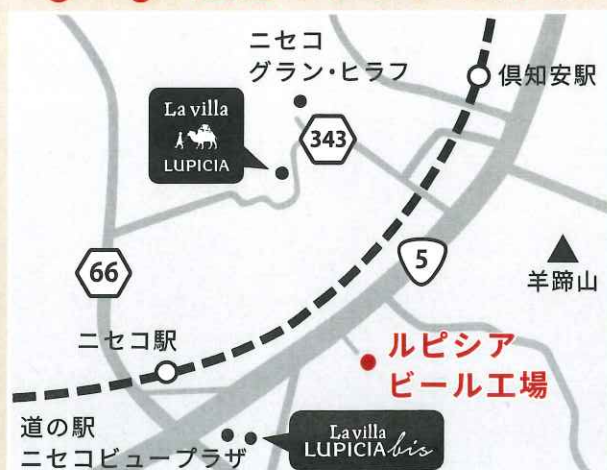 ニセコ
グラン・ヒラフ
倶知安駅
La villa
LUPICIA
343
66
5
羊蹄山
ニセコ駅
ルピシア
ビール工場
道の駅
ニセコビュープラザ
La villa
LUPICIA bis